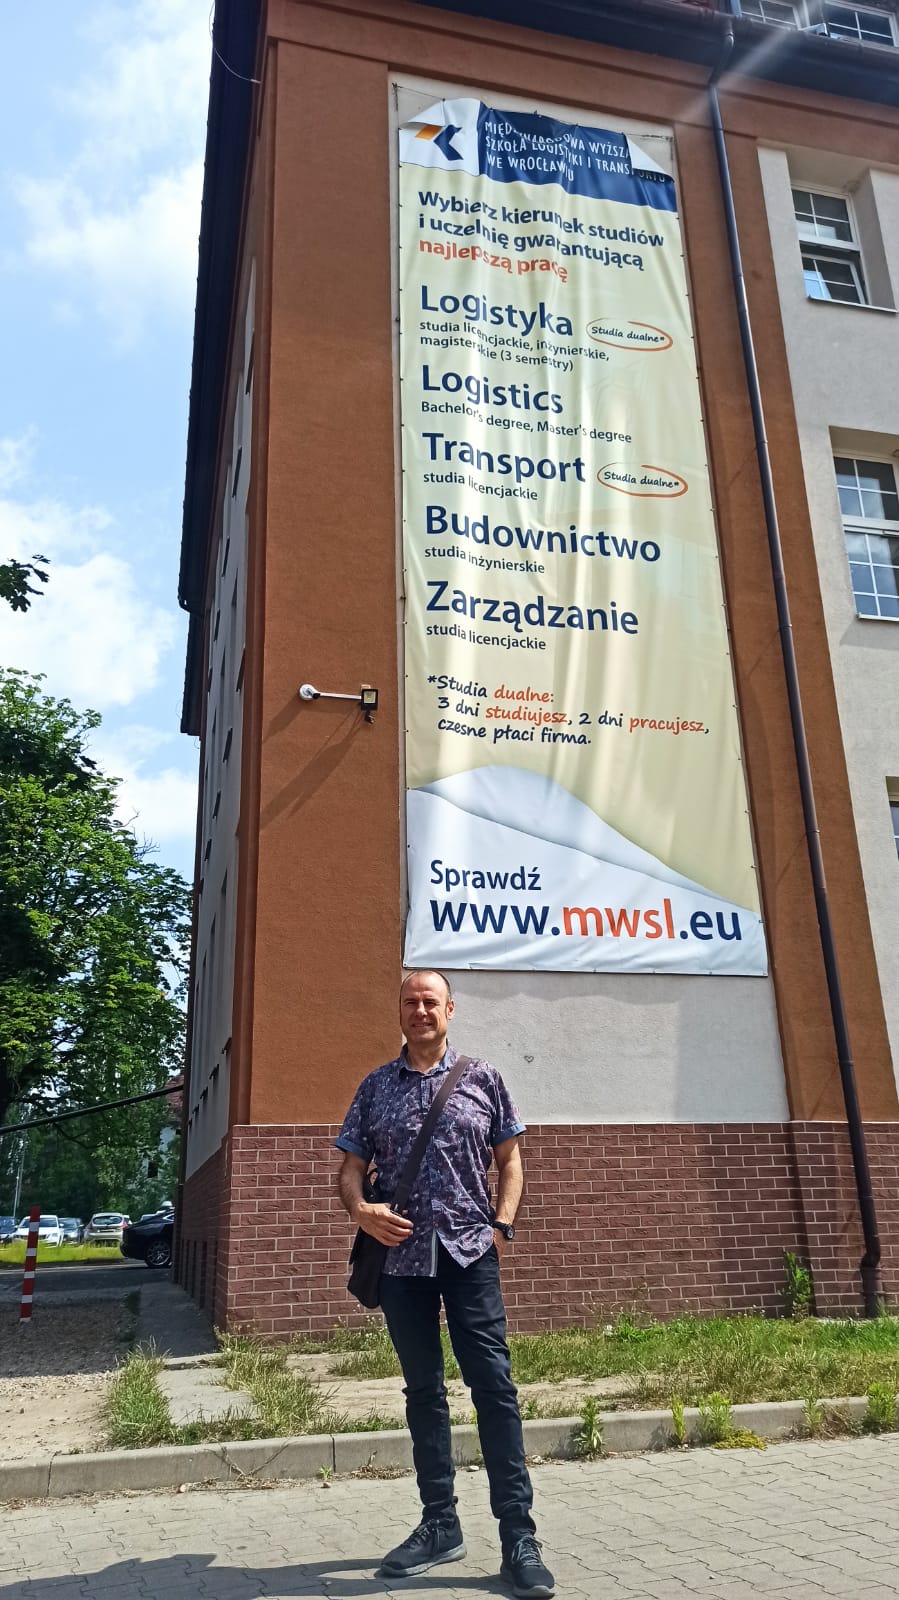 MIĘDZYNARODOWA WYŻSZA
SZKOŁA LOGISTYKI I TRANSPORTU
WE WROCŁAWIU
Wybierz kierunek studiów
i uczelnię gwarantującą
najlepszą pracę
Logistyka
Studia dualne*
studia licencjackie, inżynierskie,
magisterskie (3 semestry)
Logistics
Bachelor's degree, Master's degree
Transport
Studia dualne*
studia licencjackie
Budownictwo
studia inżynierskie
Zarządzanie
studia licencjackie
*Studia dualne:
3 dni studiujesz, 2 dni pracujesz,
czesne płaci firma.
Sprawdź
www.mwsl.eu